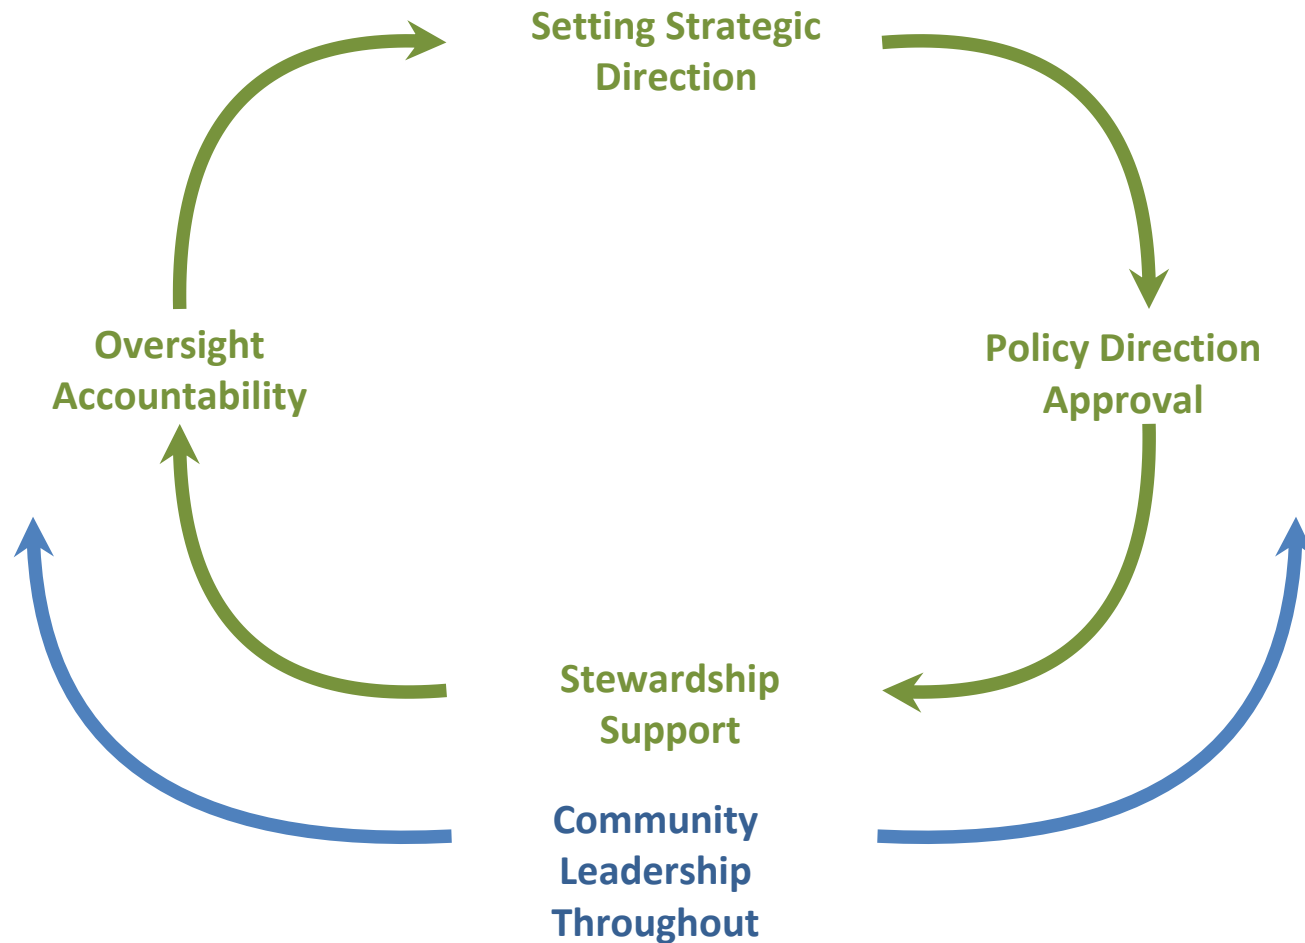 Setting Strategic
Direction
Oversight
Accountability
Policy Direction
Approval
Stewardship
Support
Community
Leadership
Throughout